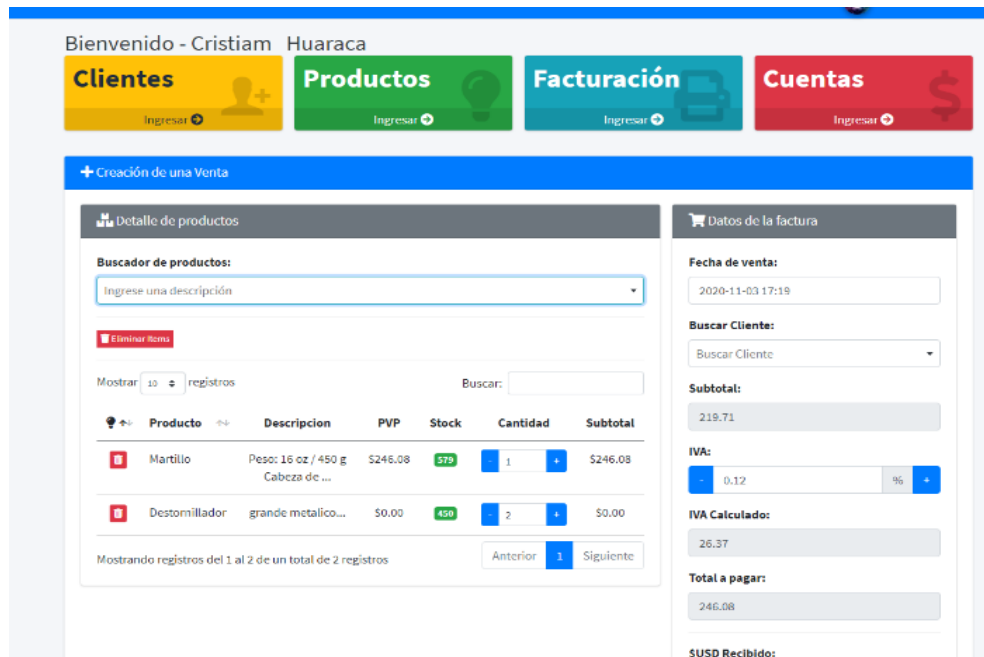 Bienvenido - Cristiam Huaraca
Clientes
Ingresar
Productos
Ingresar
Facturación
Ingresar
Cuentas
Ingresar
Creación de una Venta
Detalle de productos
Buscador de productos:
Ingrese una descripción
Eliminar Items
Mostrar 10 registros
Buscar:
Producto Descripcion PVP Stock Cantidad Subtotal
Martillo Peso: 16 oz / 450 g $246.08 579 - 1 + $246.08
Cabeza de ...
Destornillador grande metalico... $0.00 450 - 2 + $0.00
Mostrando registros del 1 al 2 de un total de 2 registros
Anterior 1 Siguiente
Datos de la factura
Fecha de venta:
2020-11-03 17:19
Buscar Cliente:
Buscar Cliente
Subtotal:
219.71
IVA:
- 0.12 % +
IVA Calculado:
26.37
Total a pagar:
246.08
$USD Recibido: